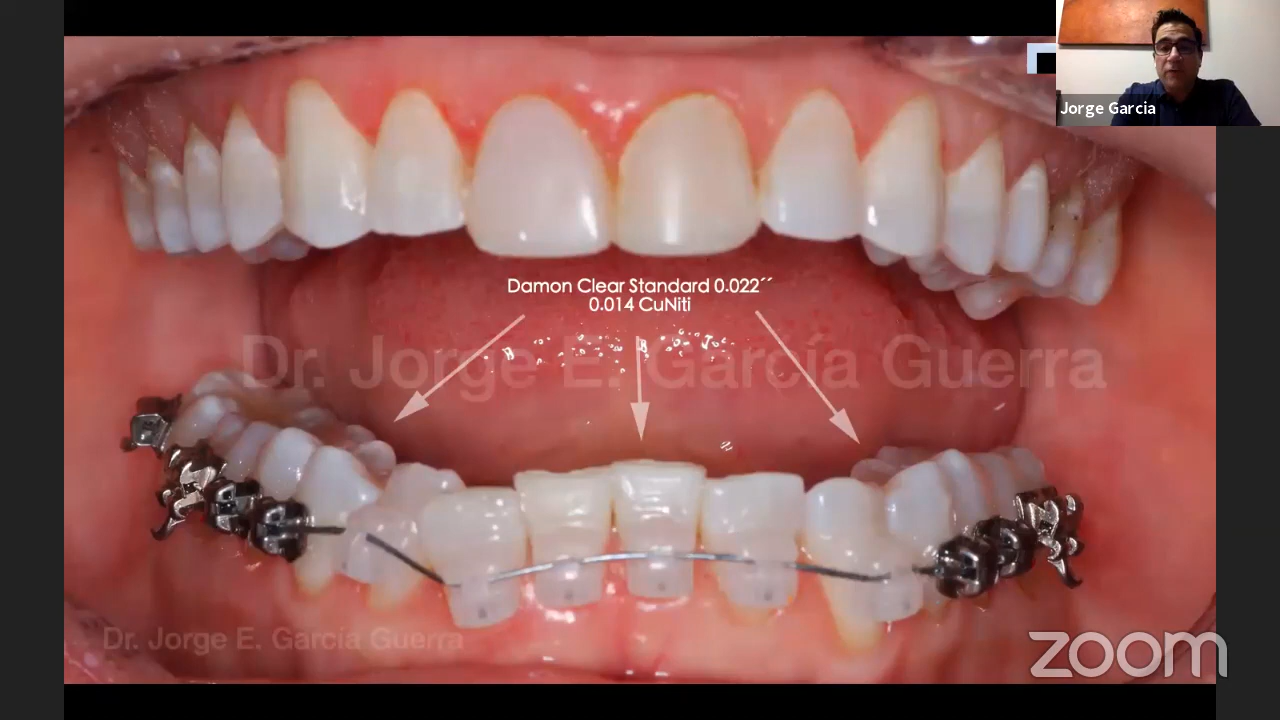 Jorge Garcia
Damon Clear Standard 0.022´´
0.014 CuNiti
Dr. Jorge E. García Guerra
Dr. Jorge E. García Guerra
zoom